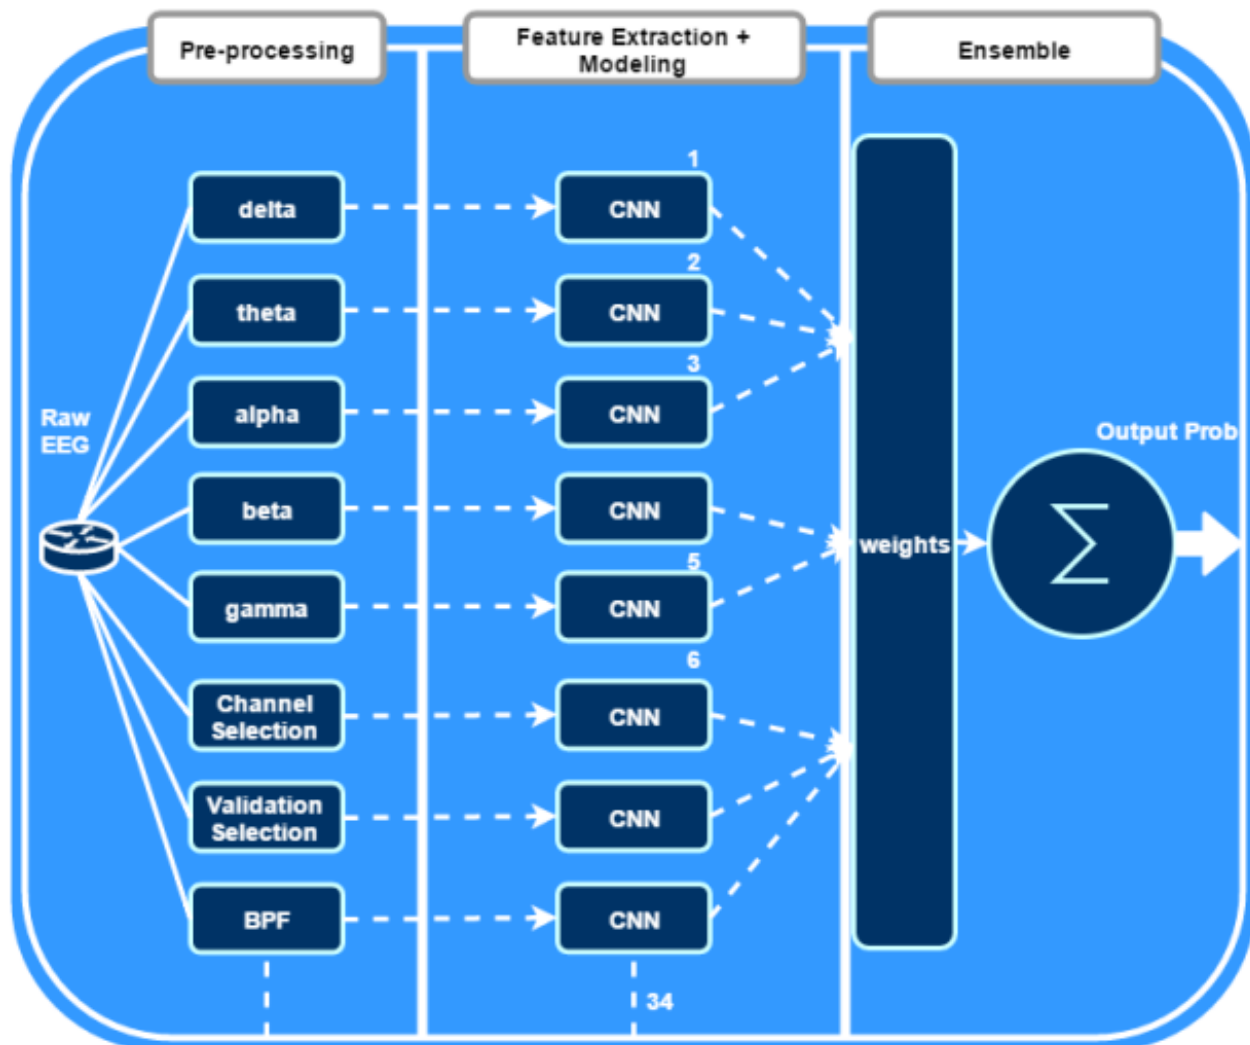 Pre-processing
Feature Extraction +
Modeling
Ensemble
1
delta
CNN
2
theta
CNN
3
Raw
EEG
alpha
CNN
Output Prob
beta
CNN
weights
∑
5
gamma
CNN
6
Channel
Selection
CNN
Validation
Selection
CNN
BPF
CNN
34